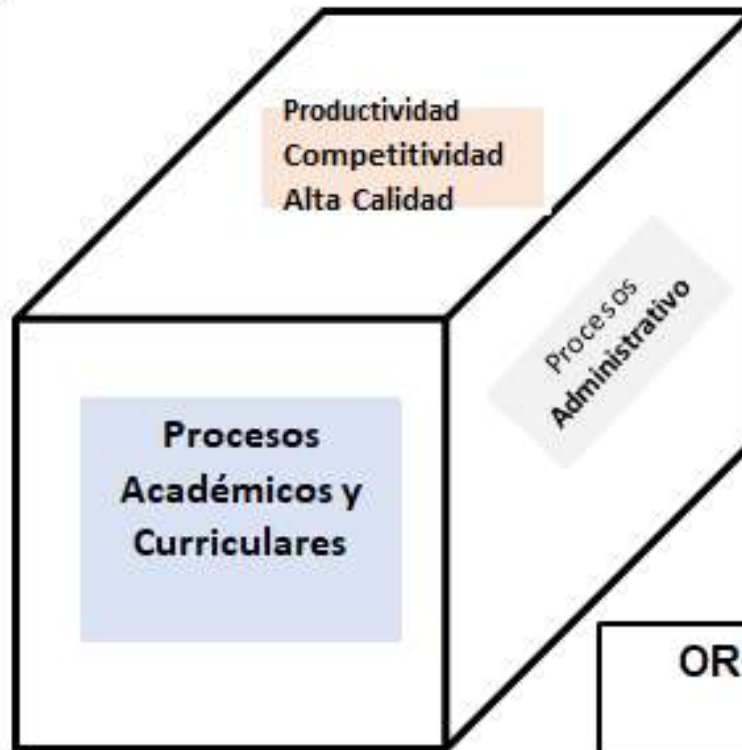 Productividad
Competitividad
Alta Calidad
Procesos
Administrativo
Procesos
Académicos y
Curriculares
OR